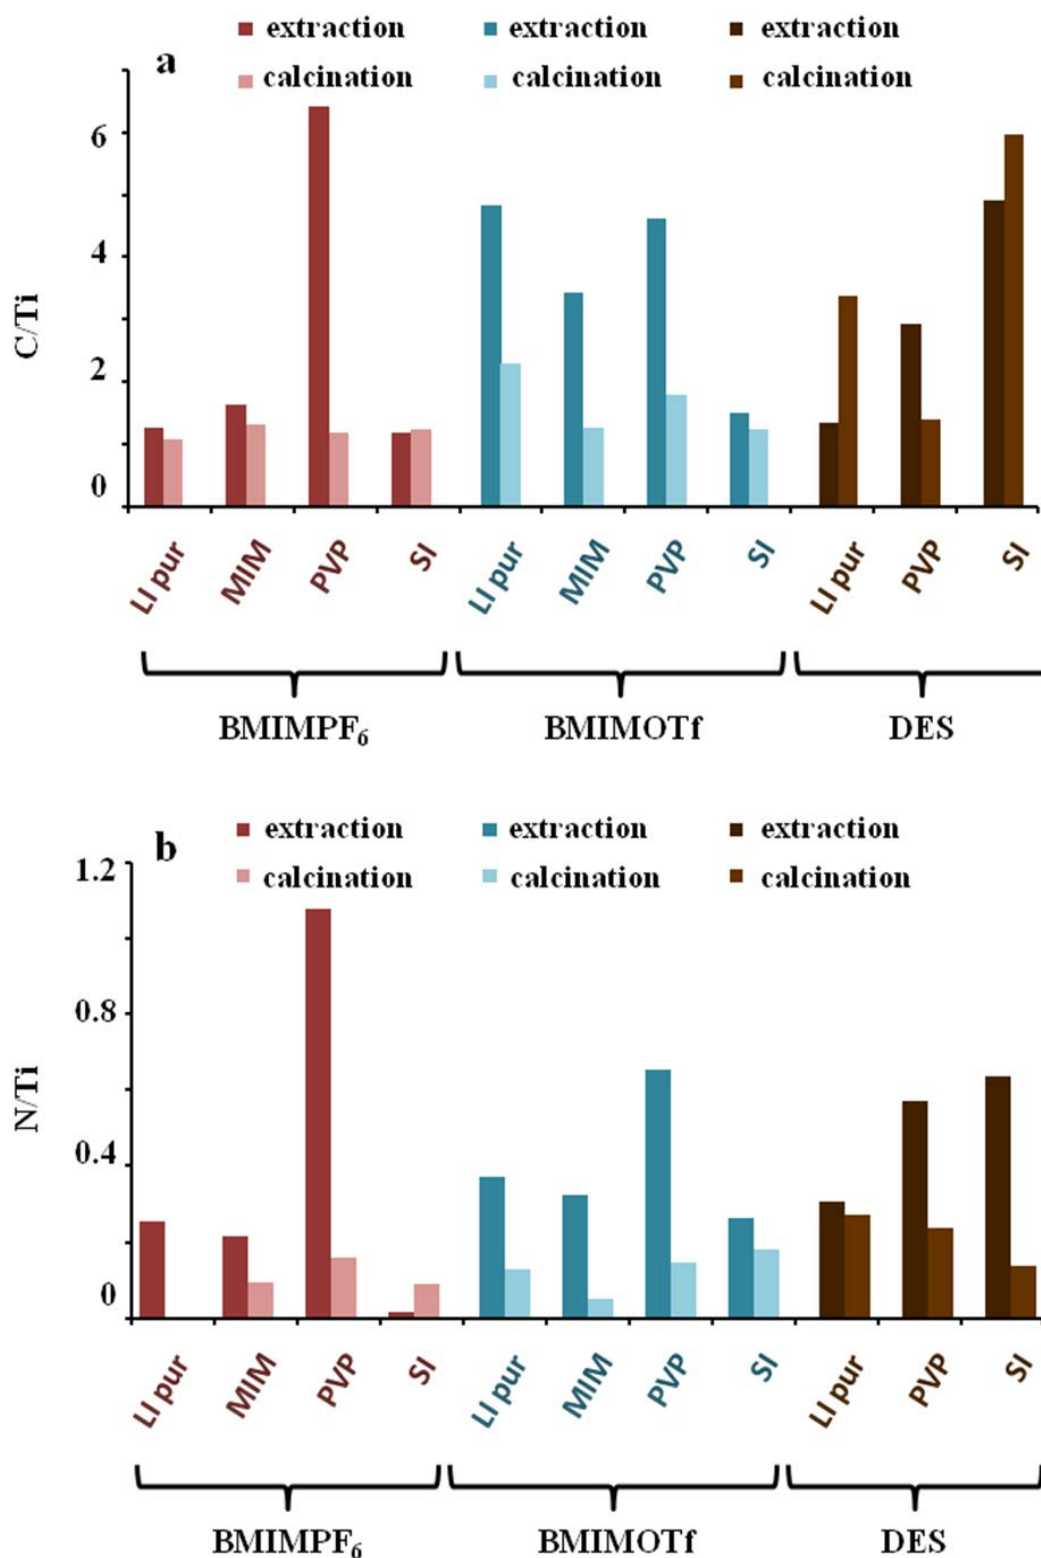 a
extraction extraction extraction
calcination calcination calcination
6
4
2
0
C/Ti
LI pur MIM PVP SI LI pur MIM PVP SI LI pur PVP SI
BMIMPF₆ BMIMOTf DES
b
extraction extraction extraction
calcination calcination calcination
1.2
0.8
0.4
0
N/Ti
LI pur MIM PVP SI LI pur MIM PVP SI LI pur PVP SI
BMIMPF₆ BMIMOTf DES